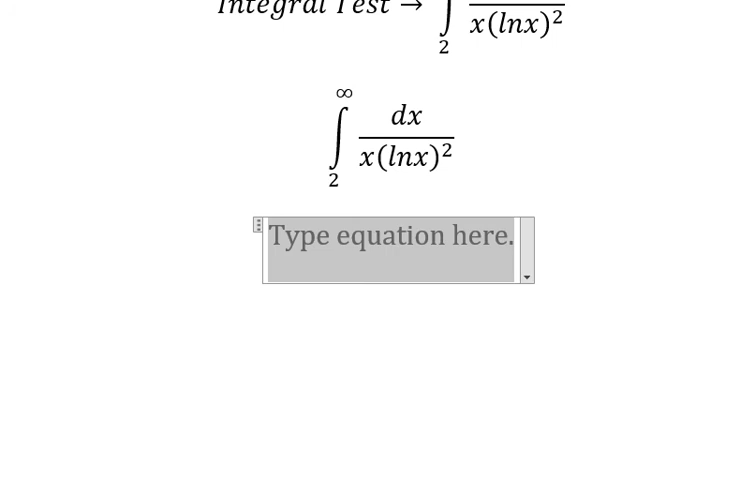 Integral Test → ∫₂ x(lnx)²
∫₂^∞ dx / x(lnx)²
Type equation here.